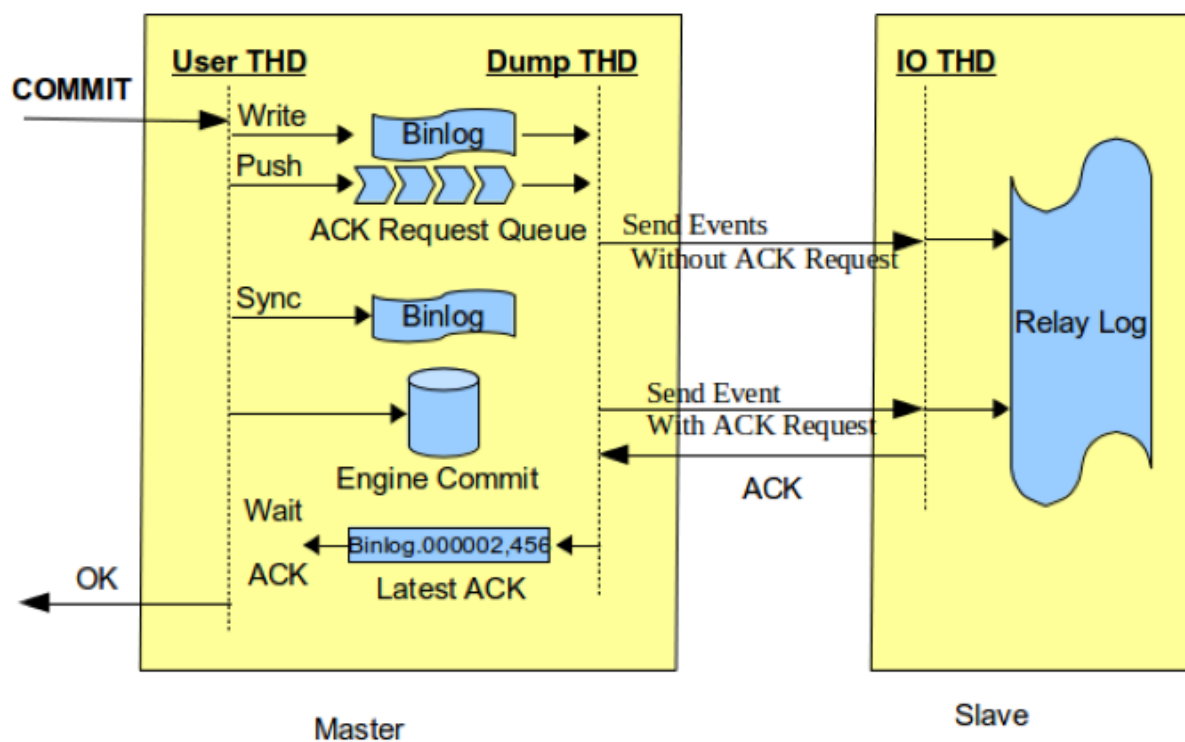 User THD
Dump THD
IO THD
COMMIT
Write
Binlog
Push
ACK Request Queue
Send Events
Without ACK Request
Sync
Binlog
Relay Log
Send Event
With ACK Request
Engine Commit
ACK
Wait
Binlog.000002,456
ACK
Latest ACK
OK
Master
Slave